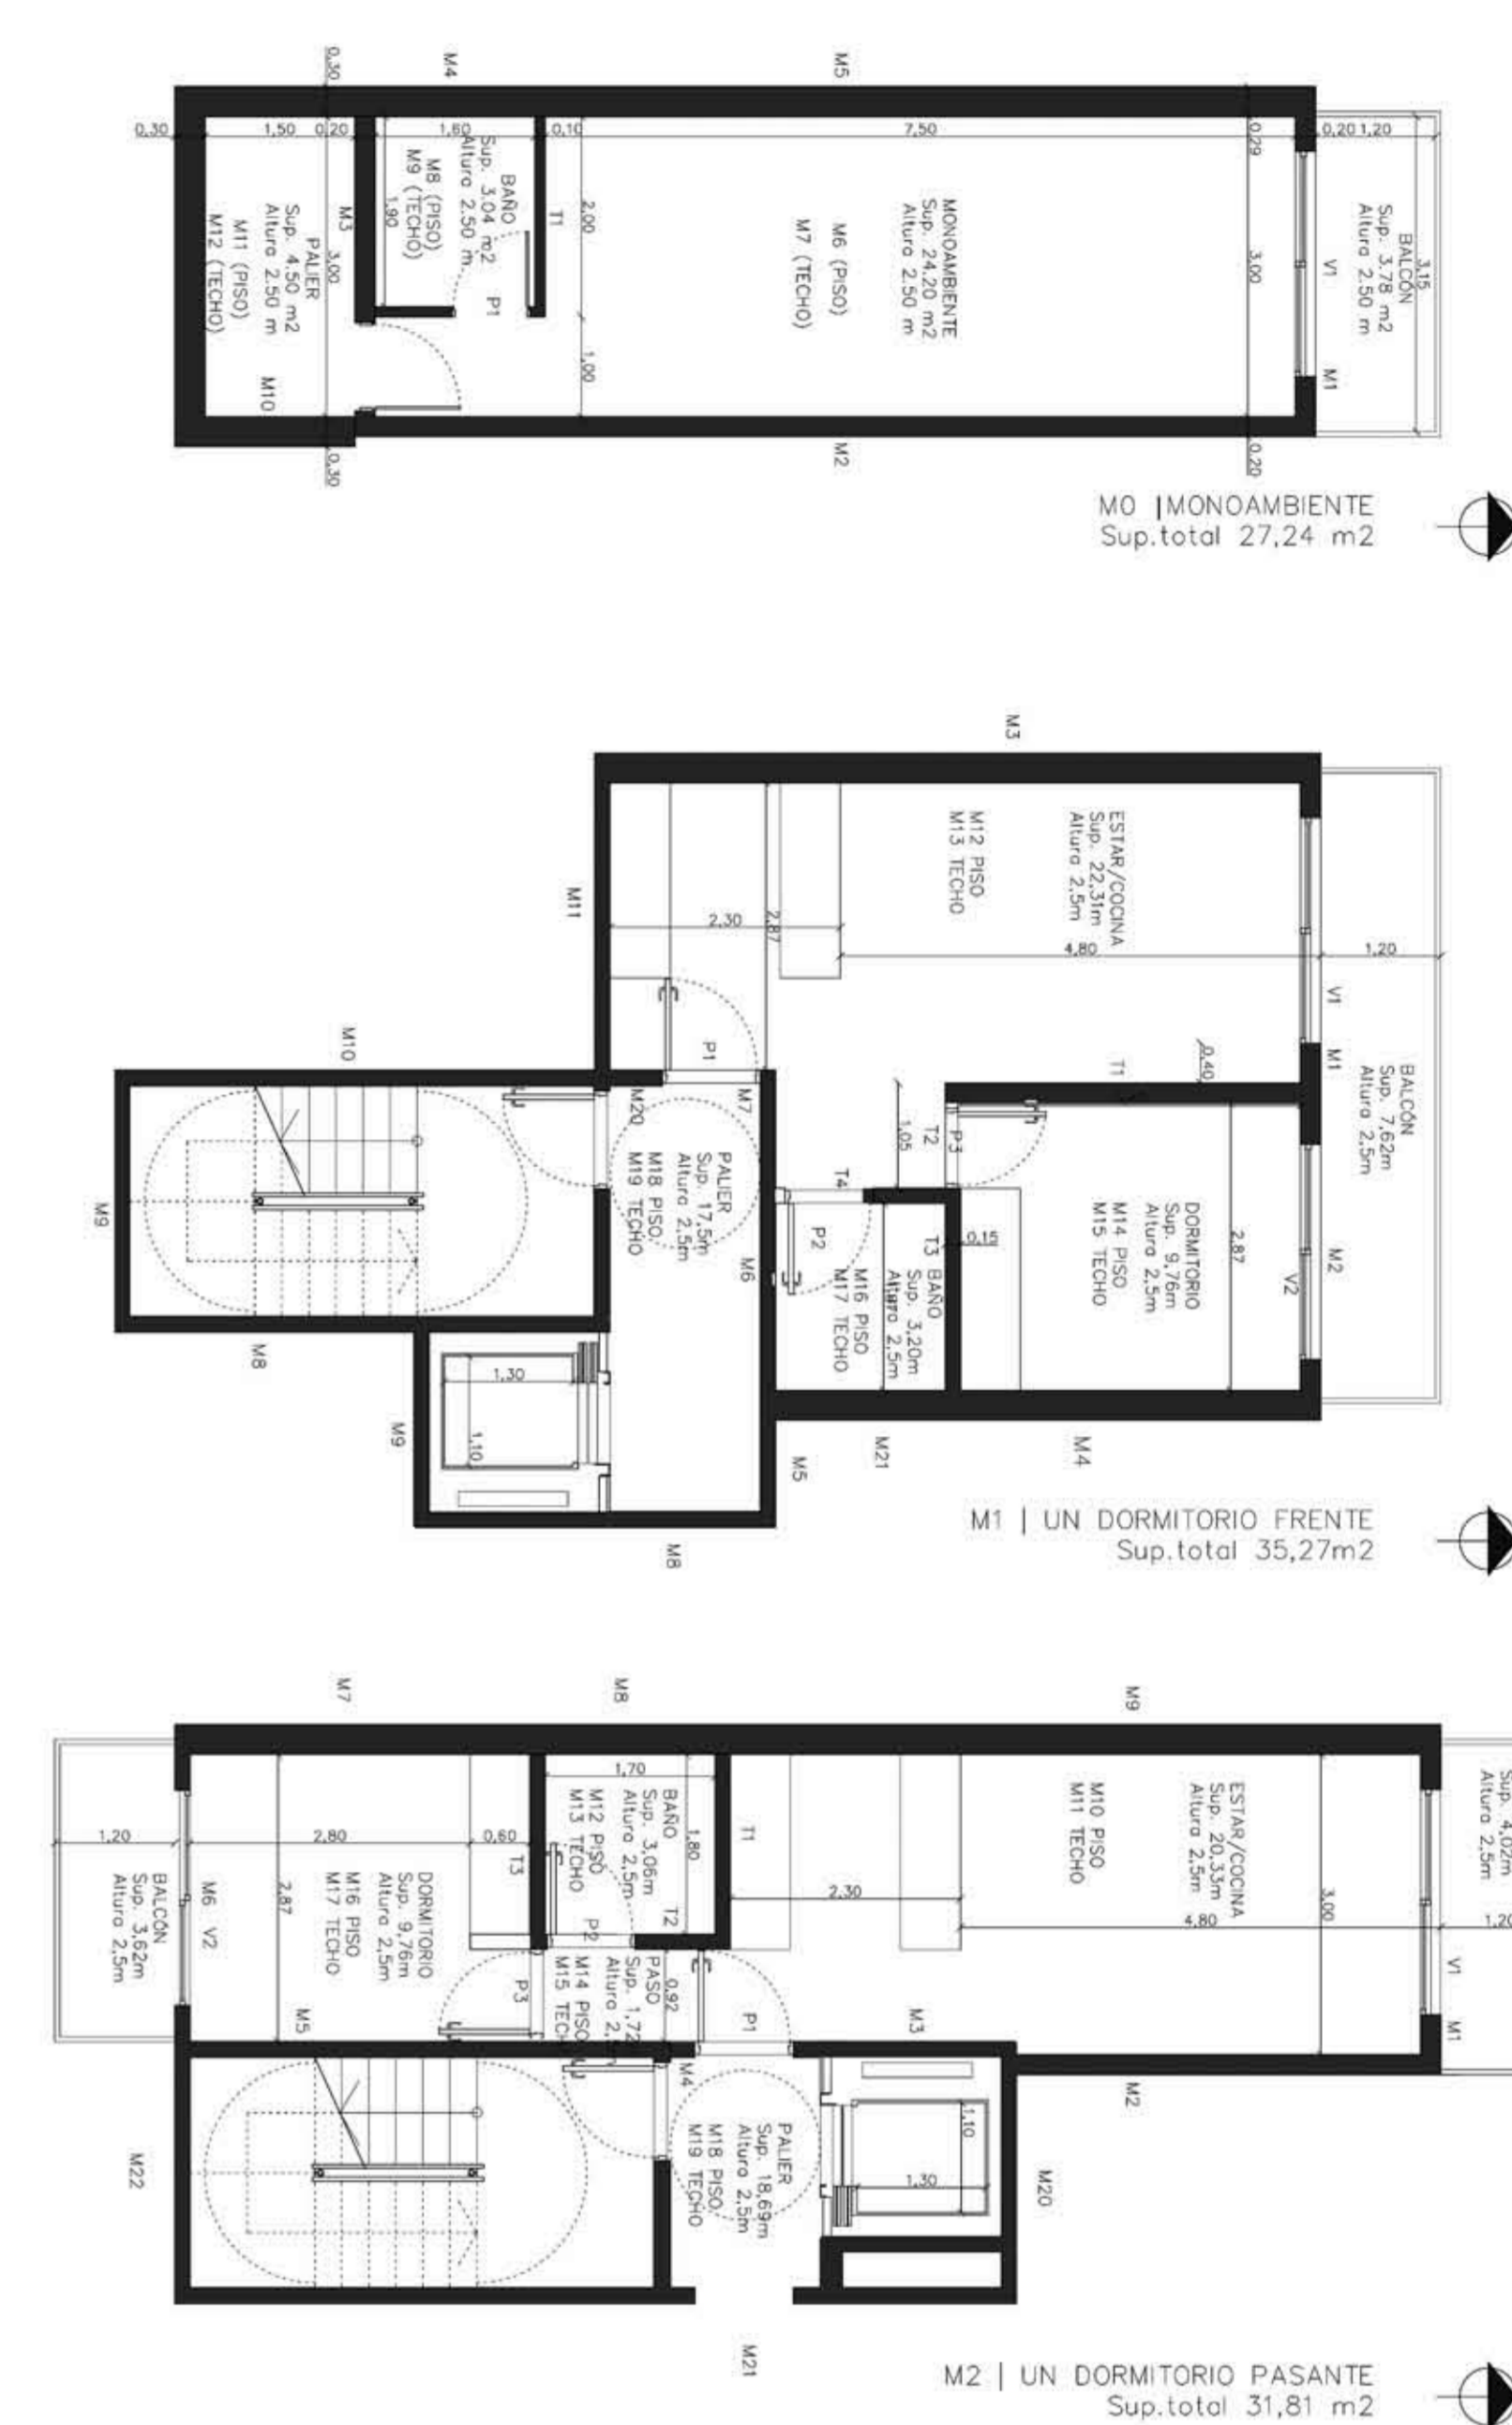 M4
M5
0,30
0,30
1,50
0,20
1,60
0,10
7,50
0,29
0,20
1,20
PALIER
Sup. 4.50 m2
Altura 2.50 m
M11 (PISO)
M12 (TECHO)
M3
3,00
M10
BAÑO
Sup. 3.04 m2
Altura 2.50 m
M8 (PISO)
M9 (TECHO)
1,90
P1
T1
2,00
1,00
MONOAMBIENTE
Sup. 24.20 m2
Altura 2.50 m
M6 (PISO)
M7 (TECHO)
3,00
V1
M1
BALCÓN
Sup. 3.78 m2
Altura 2.50 m
3,15
0,30
M2
0,20
M0 | MONOAMBIENTE
Sup.total 27,24 m2
M3
ESTAR/COCINA
Sup. 22,31m
Altura 2,5m
M12 PISO
M13 TECHO
M11
2,30
2,87
4,80
1,20
V1
M1
P1
M7
0,40
T1
BALCÓN
Sup. 7,62m
Altura 2,5m
M10
M20
1,05
T2
P3
PALIER
Sup. 17,5m
Altura 2,5m
M18 PISO
M19 TECHO
M6
T4
P2
T3
0,15
BAÑO
Sup. 3,20m
Altura 2,5m
M16 PISO
M17 TECHO
DORMITORIO
Sup. 9,76m
Altura 2,5m
M14 PISO
M15 TECHO
2,87
M2
V2
M9
M8
1,30
1,10
M9
M5
M21
M4
M8
M1 | UN DORMITORIO FRENTE
Sup.total 35,27m2
M7
M8
M9
1,20
2,80
0,60
1,70
1,80
BALCÓN
Sup. 3,62m
Altura 2,5m
M6
V2
2,87
DORMITORIO
Sup. 9,76m
Altura 2,5m
M16 PISO
M17 TECHO
T3
BAÑO
Sup. 3,06m
Altura 2,5m
M12 PISO
M13 TECHO
P2
T2
T1
2,30
4,80
ESTAR/COCINA
Sup. 20,33m
Altura 2,5m
M10 PISO
M11 TECHO
3,00
Sup. 4,02m
Altura 2,5m
1,20
V1
M1
M5
P3
PASO
Sup. 1,72
Altura 2,
M14 PISO
M15 TECH
0,92
P1
M3
M4
M2
PALIER
Sup. 18,69m
Altura 2,5m
M18 PISO
M19 TECHO
1,10
1,30
M22
M20
M21
M2 | UN DORMITORIO PASANTE
Sup.total 31,81 m2